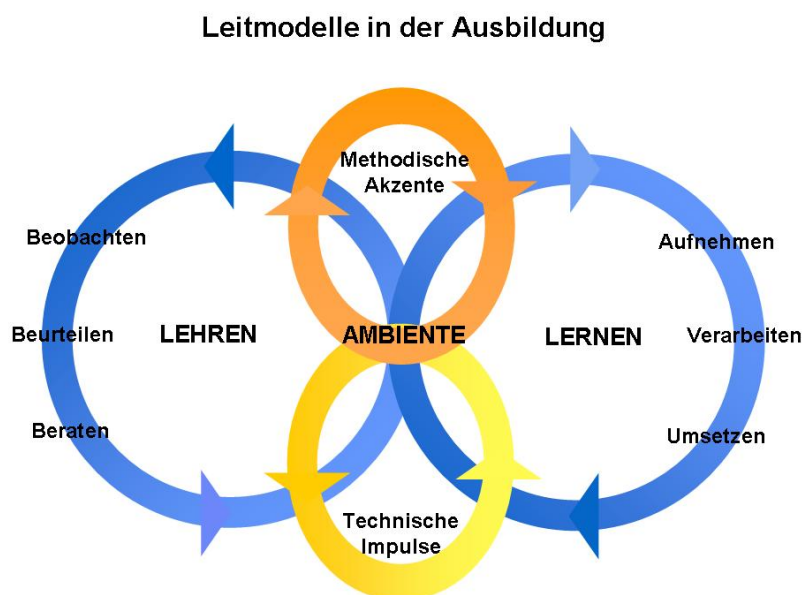 Leitmodelle in der Ausbildung
Methodische
Akzente
Beobachten
Aufnehmen
Beurteilen
LEHREN
AMBIENTE
LERNEN
Verarbeiten
Beraten
Umsetzen
Technische
Impulse